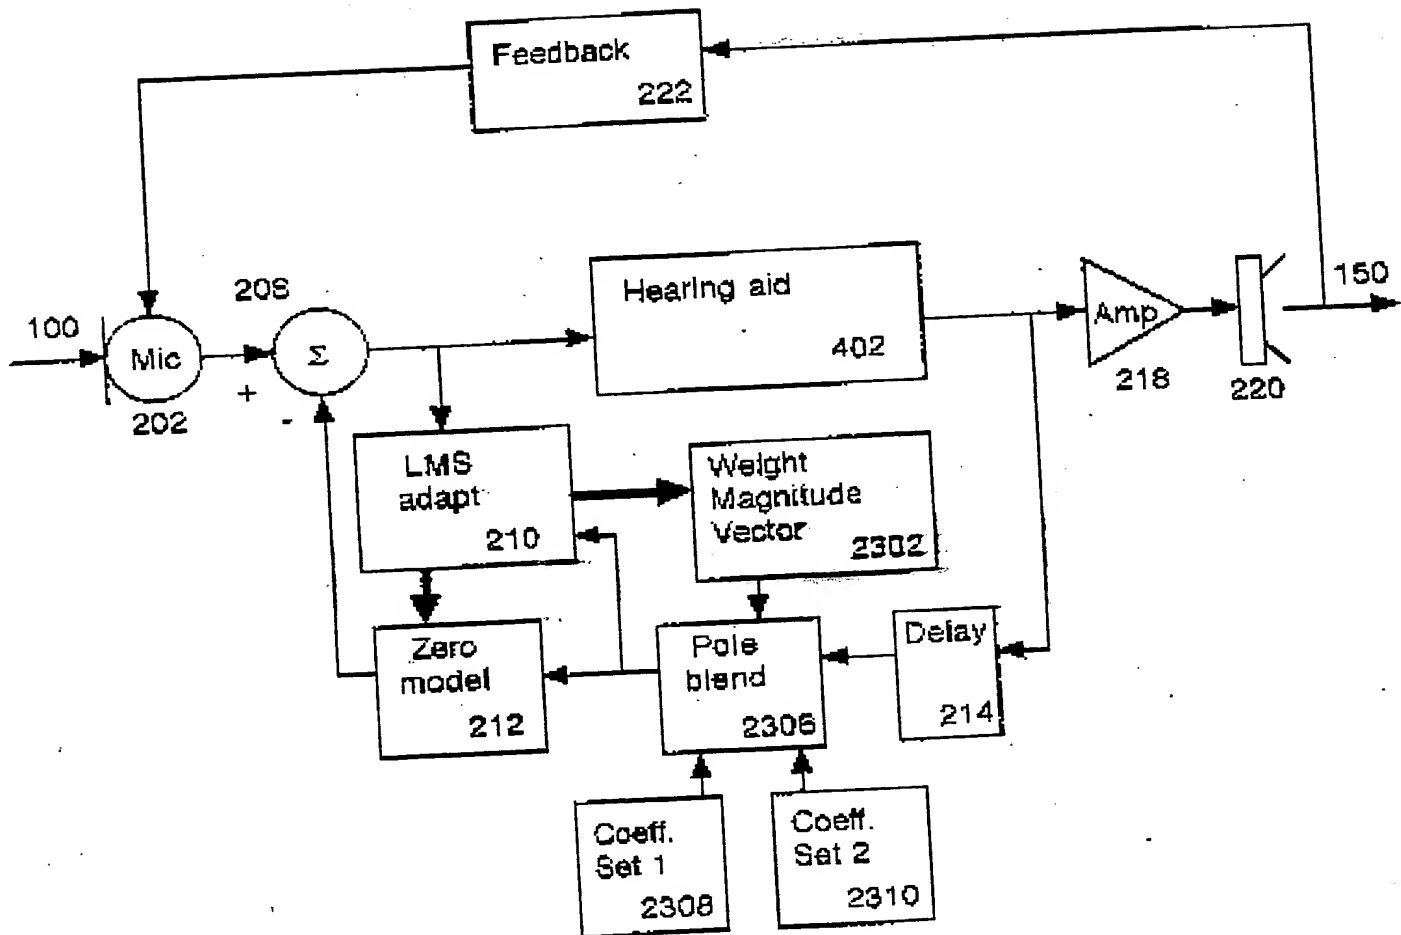 Feedback
222
208
100
Mic
+
-
202
Σ
Hearing aid
402
Amp
218
220
150
LMS
adapt
210
Weight
Magnitude
Vector
2302
Zero
model
212
Pole
blend
2306
Delay
214
Coeff.
Set 1
2308
Coeff.
Set 2
2310